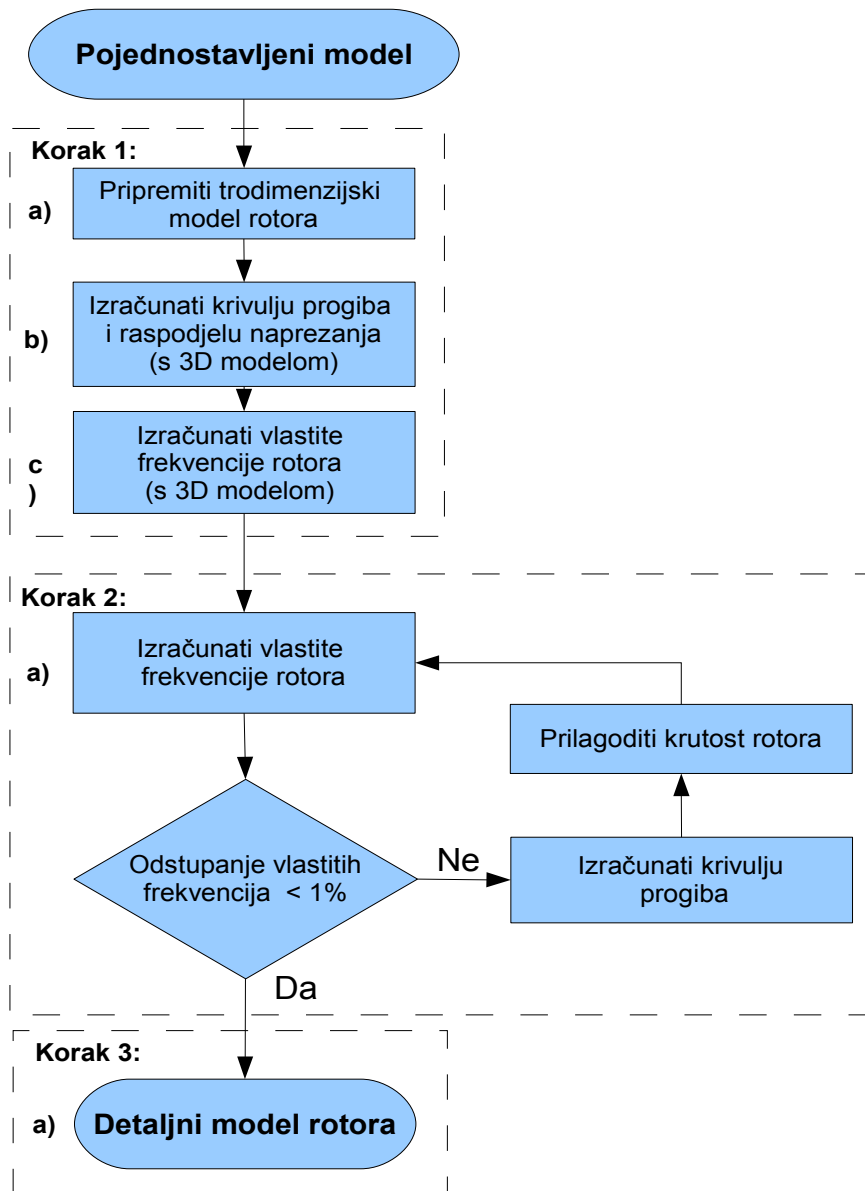 Pojednostavljeni model
Korak 1:
a)
Pripremiti trodimenzijski
model rotora
b)
Izračunati krivulju progiba
i raspodjelu naprezanja
(s 3D modelom)
c
)
Izračunati vlastite
frekvencije rotora
(s 3D modelom)
Korak 2:
a)
Izračunati vlastite
frekvencije rotora
Prilagoditi krutost rotora
Odstupanje vlastitih
frekvencija < 1%
Ne
Izračunati krivulju
progiba
Da
Korak 3:
a)
Detaljni model rotora